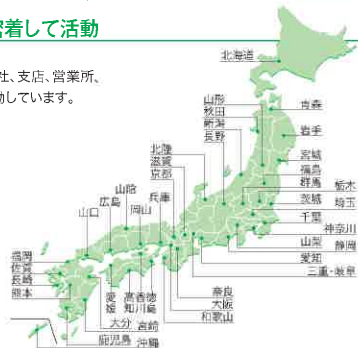 密着して活動
社、支店、営業所、
動しています。
北海道
山形
秋田
新潟
長野
青森
岩手
宮城
福島
群馬
栃木
茨城
埼玉
千葉
神奈川
山梨
静岡
愛知
三重・岐阜
北陸
滋賀
京都
兵庫
山陰
岡山
広島
山口
奈良
大阪
和歌山
福岡
佐賀
長崎
熊本
愛媛
高知
香川
徳島
大分
宮崎
鹿児島
沖縄